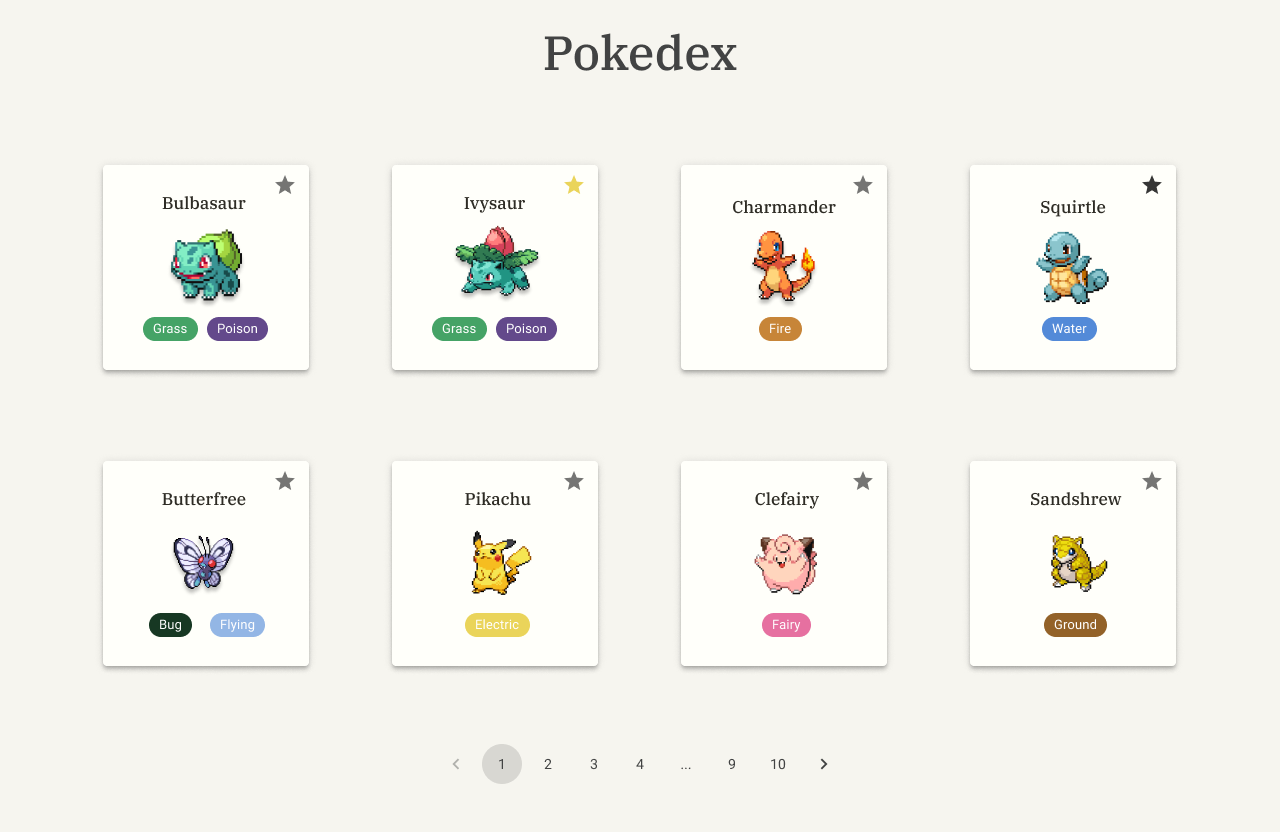 Pokedex
Bulbasaur
Grass Poison
Ivysaur
Grass Poison
Charmander
Fire
Squirtle
Water
Butterfree
Bug Flying
Pikachu
Electric
Clefairy
Fairy
Sandshrew
Ground
1 2 3 4 ... 9 10